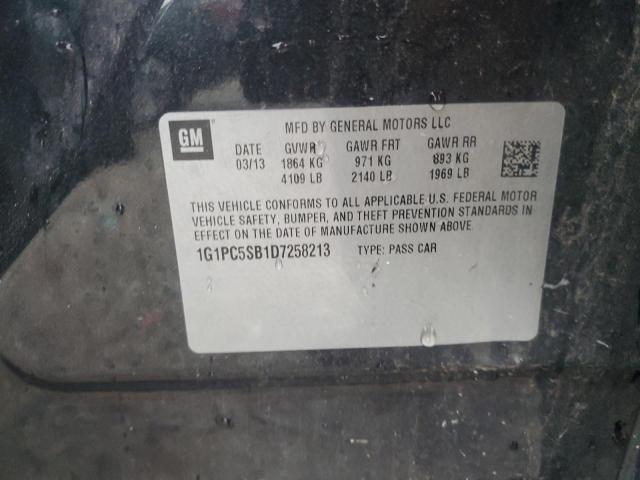 GM
MFD BY GENERAL MOTORS LLC
DATE GVWR GAWR FRT GAWR RR
03/13 1864 KG 971 KG 893 KG
4109 LB 2140 LB 1969 LB
THIS VEHICLE CONFORMS TO ALL APPLICABLE U.S. FEDERAL MOTOR
VEHICLE SAFETY, BUMPER, AND THEFT PREVENTION STANDARDS IN
EFFECT ON THE DATE OF MANUFACTURE SHOWN ABOVE.
1G1PC5SB1D7258213 TYPE: PASS CAR